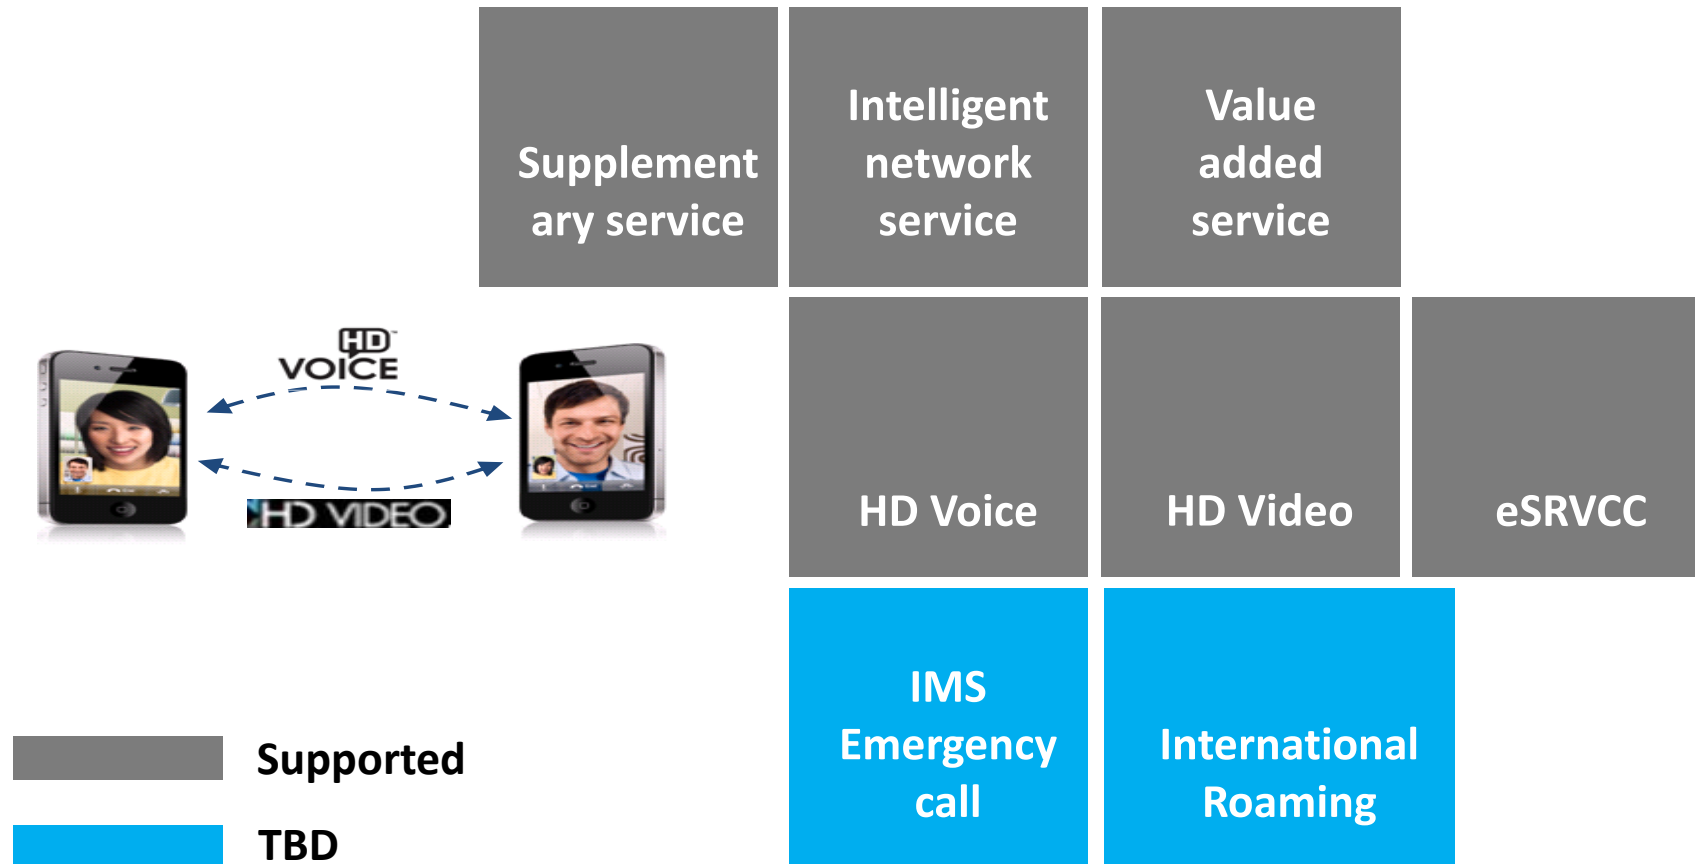 Supplement
ary service
Intelligent
network
service
Value
added
service
HD™
VOICE
HD VIDEO
HD Voice
HD Video
eSRVCC
IMS
Emergency
call
International
Roaming
Supported
TBD